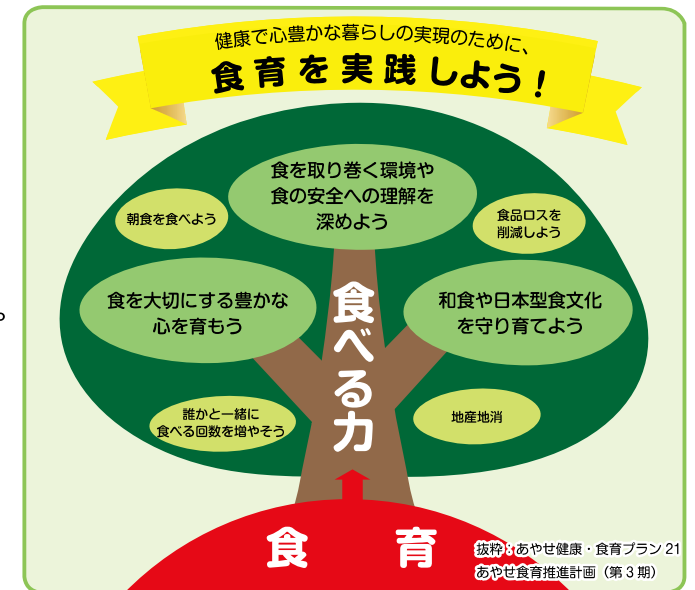 健康で心豊かな暮らしの実現のために、
食育を実践しよう！
食を取り巻く環境や
食の安全への理解を
深めよう
朝食を食べよう
食品ロスを
削減しよう
食を大切にする豊かな
心を育もう
和食や日本型食文化
を守り育てよう
食べる力
誰かと一緒に
食べる回数を増やそう
地産地消
食育
抜粋：あやせ健康・食育プラン21
あやせ食育推進計画（第3期）
。